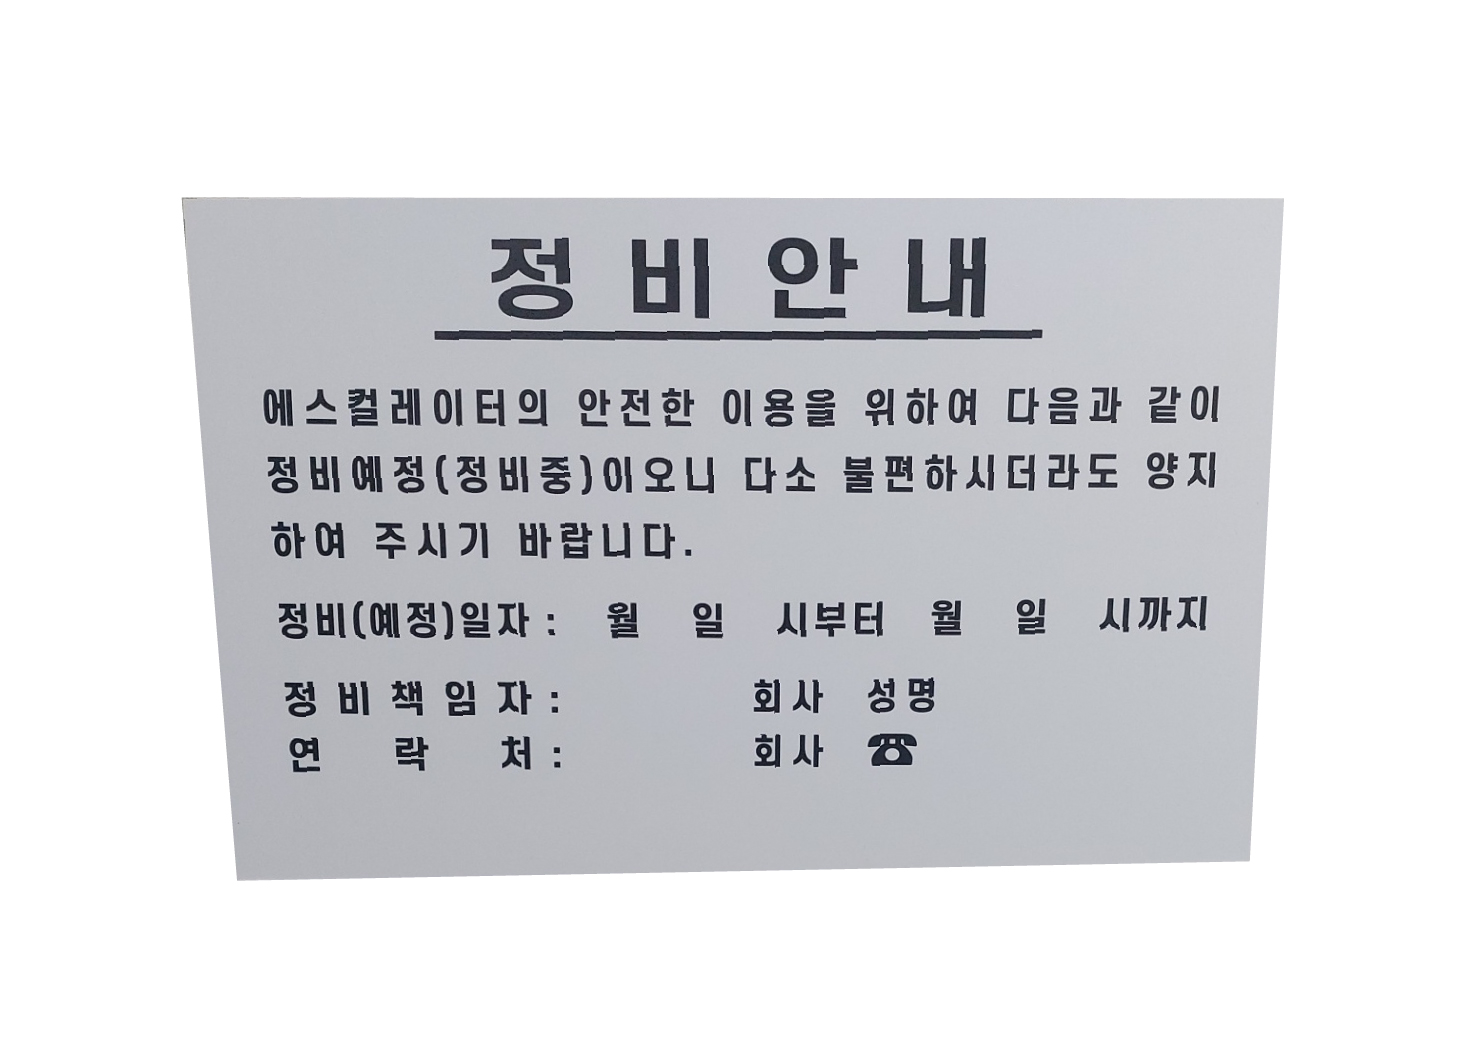 정비안내
에스컬레이터의 안전한 이용을 위하여 다음과 같이
정비예정(정비중)이오니 다소 불편하시더라도 양지
하여 주시기 바랍니다.
정비(예정)일자 : 월 일 시부터 월 일 시까지
정비책임자 : 회사 성명
연락처 : 회사 ☎